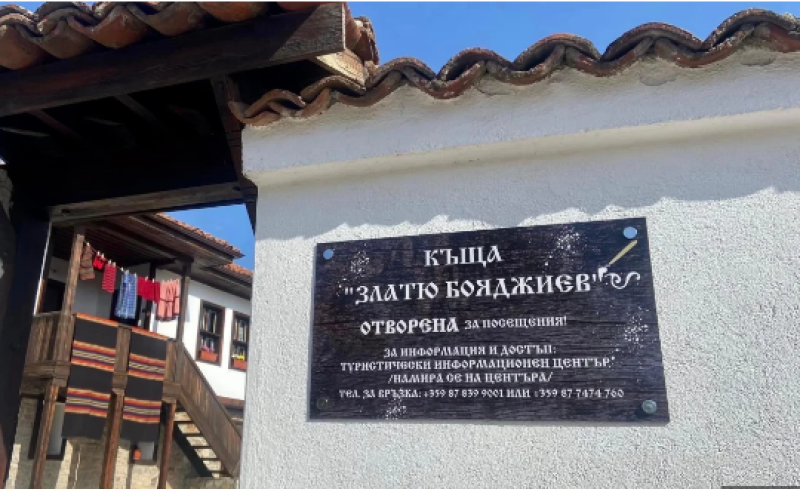 КЪЩА
"ЗЛАТЮ БОЯДЖИЕВ"
ОТВОРЕНА ЗА ПОСЕЩЕНИЯ!
ЗА ИНФОРМАЦИЯ И ДОСТЪП:
ТУРИСТИЧЕСКИ ИНФОРМАЦИОНЕН ЦЕНТЪР
/НАМИРА СЕ НА ЦЕНТЪРА/
ТЕЛ. ЗА ВРЪЗКА: +359 87 839 9001 ИЛИ +359 87 7474 760